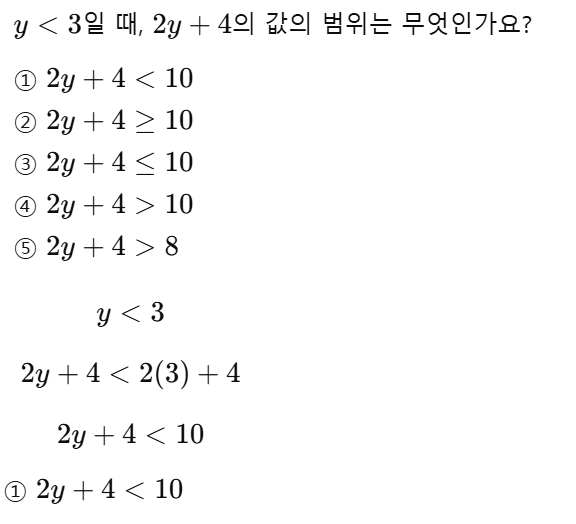 y < 3일 때, 2y + 4의 값의 범위는 무엇인가요?
① 2y + 4 < 10
② 2y + 4 ≥ 10
③ 2y + 4 ≤ 10
④ 2y + 4 > 10
⑤ 2y + 4 > 8
y < 3
2y + 4 < 2(3) + 4
2y + 4 < 10
① 2y + 4 < 10